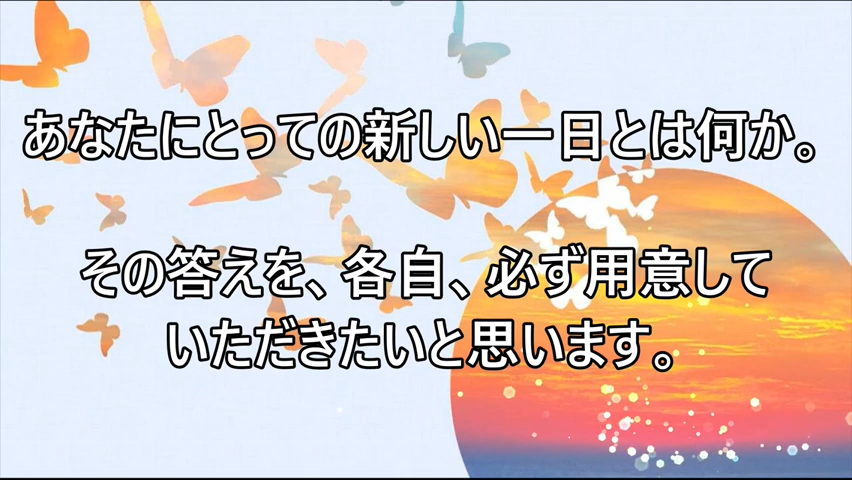 あなたにとっての新しい一日とは何か。
その答えを、各自、必ず用意して
いただきたいと思います。